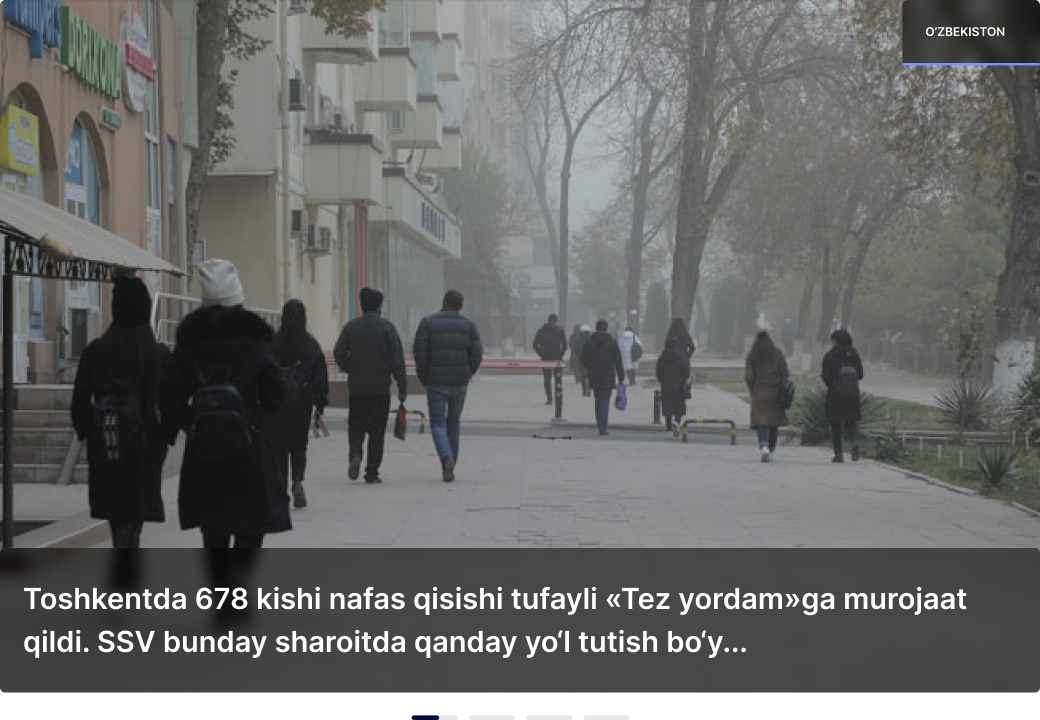 O‘ZBEKISTON
DORIXONA
Toshkentda 678 kishi nafas qisishi tufayli «Tez yordam»ga murojaat
qildi. SSV bunday sharoitda qanday yo‘l tutish bo‘y...